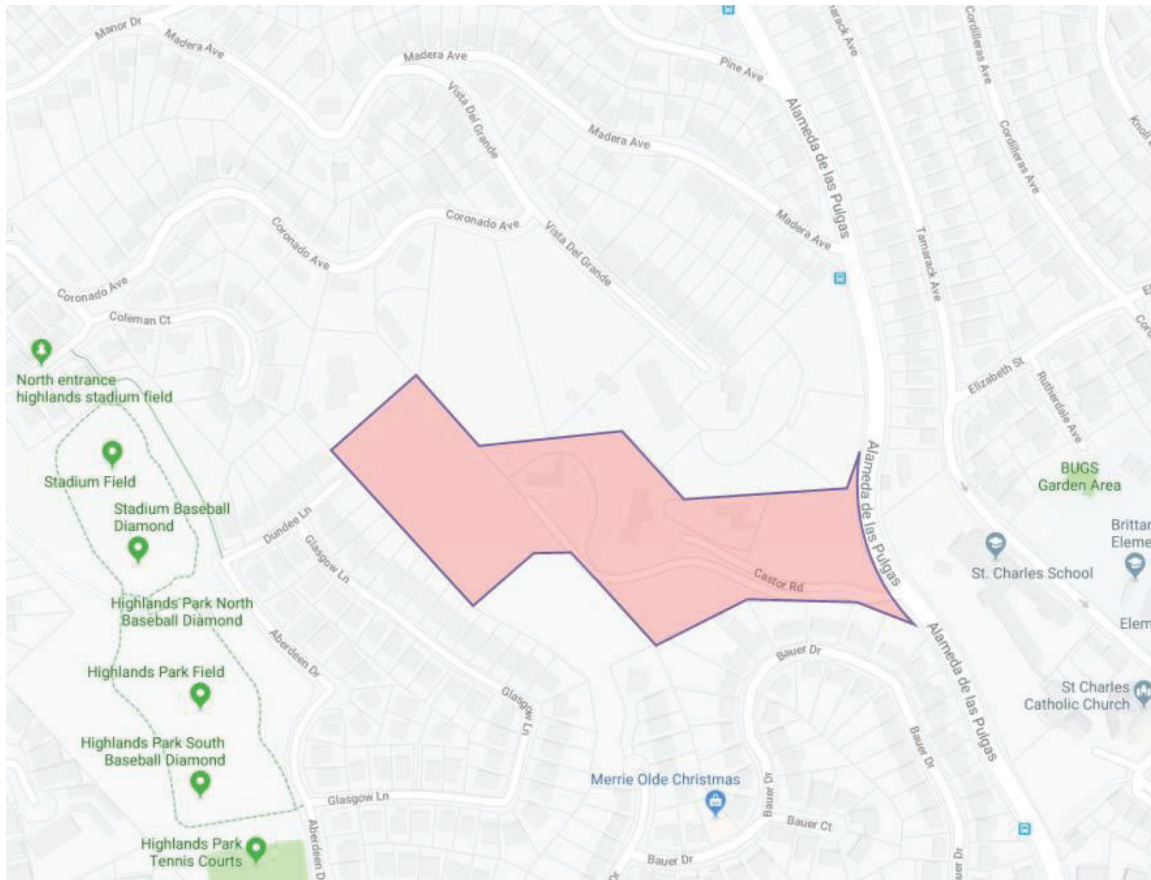 Manor Dr
Madera Ave
Madera Ave
Pine Ave
Tamarack Ave
Cordilleras Ave
Vista Del Grande
Alameda de las Pulgas
Madera Ave
Cordilleras Ave
Coronado Ave
Coronado Ave
Vista Del Grande
Madera Ave
Tamarack Ave
Coronado Ave
Coleman Ct
Elizabeth St
Rutherdale Ave
North entrance
highlands stadium field
Stadium Field
Alameda de las Pulgas
BUGS
Garden Area
Stadium Baseball
Diamond
Dundee Ln
Glasgow Ln
St. Charles School
Castor Rd
Highlands Park North
Baseball Diamond
Aberdeen Dr
Alameda de las Pulgas
Bauer Dr
Highlands Park Field
Glasgow Ln
St Charles
Catholic Church
Highlands Park South
Baseball Diamond
Bauer Dr
Merrie Olde Christmas
Bauer Dr
Glasgow Ln
Bauer Ct
Aberdeen D
Highlands Park
Tennis Courts
Bauer Dr